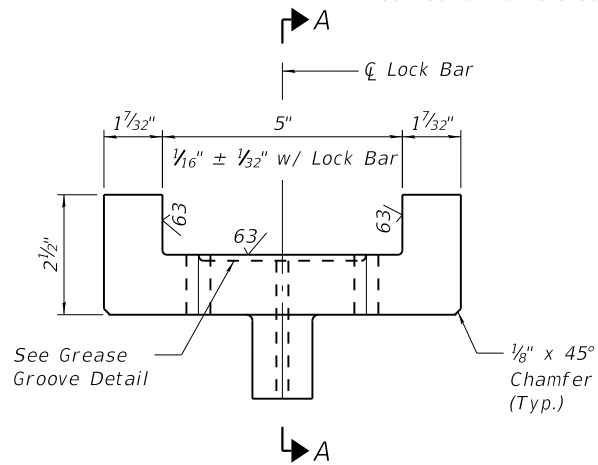 A
℄ Lock Bar
1 7/32" 5" 1 7/32"
1/16" ± 1/32" w/ Lock Bar
63 63
63
2 1/2"
See Grease
Groove Detail
1/8" x 45°
Chamfer
(Typ.)
A